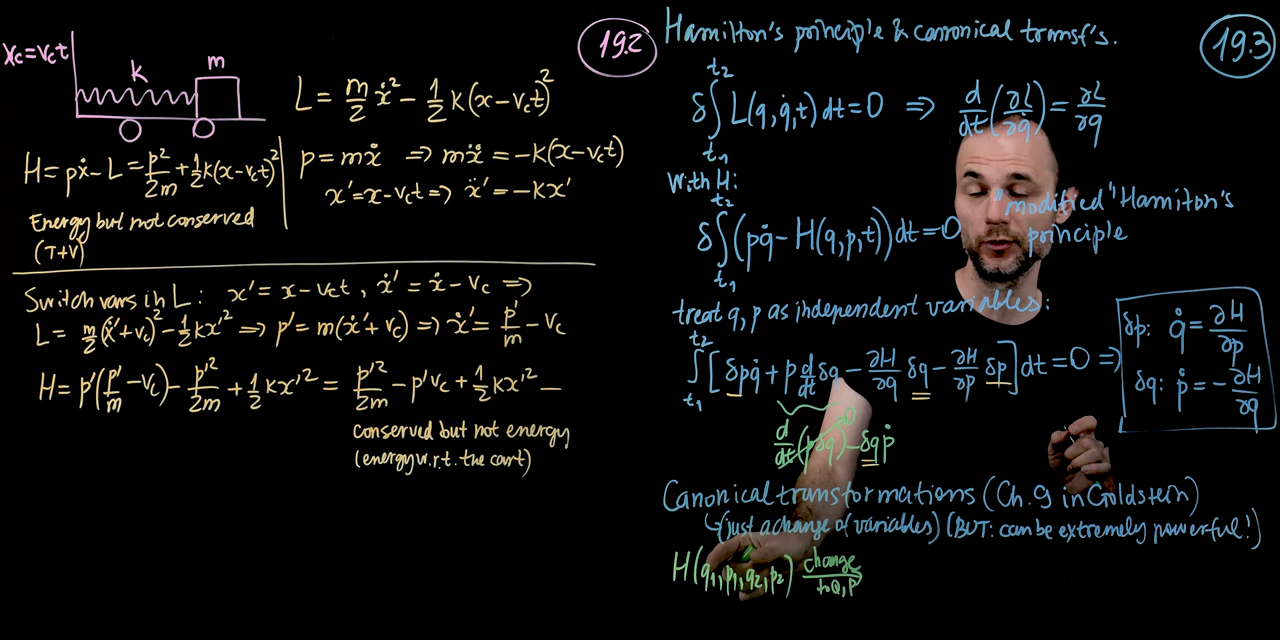 19.2
x_c = v_c t
k
m
L = m/2 ẋ² - 1/2 k(x - v_c t)²
H = pẋ - L = p²/2m + 1/2 k(x - v_c t)²
Energy but not conserved
(T+V)
p = mẋ ⇒ mẍ = -k(x - v_c t)
x' = x - v_c t ⇒ ẍ' = -kx'
Switch vars in L: x' = x - v_c t, ẋ' = ẋ - v_c ⇒
L = m/2 (ẋ' + v_c)² - 1/2 kx'² ⇒ p' = m(ẋ' + v_c) ⇒ ẋ' = p'/m - v_c
H = p'(p'/m - v_c) - p'²/2m + 1/2 kx'² = p'²/2m - p'v_c + 1/2 kx'² —
conserved but not energy
(energy w.r.t. the cart)
Hamilton's principle & canonical transf's.
19.3
δ∫_{t₁}^{t₂} L(q, q̇, t) dt = 0 ⇒ d/dt (∂L/∂q̇) = ∂L/∂q
With H:
δ∫_{t₁}^{t₂} (pq̇ - H(q, p, t)) dt = 0
"modified" Hamilton's
principle
treat q, p as independent variables:
∫_{t₁}^{t₂} [δp q̇ + p d/dt δq - ∂H/∂q δq - ∂H/∂p δp] dt = 0 ⇒
δp: q̇ = ∂H/∂p
δq: ṗ = -∂H/∂q
d/dt (pδq) - δq ṗ
0
Canonical transformations (Ch. 9 in Goldstein)
↳ (just a change of variables) (BUT: can be extremely powerful!)
H(q₁, p₁, q₂, p₂) change
to Q, P